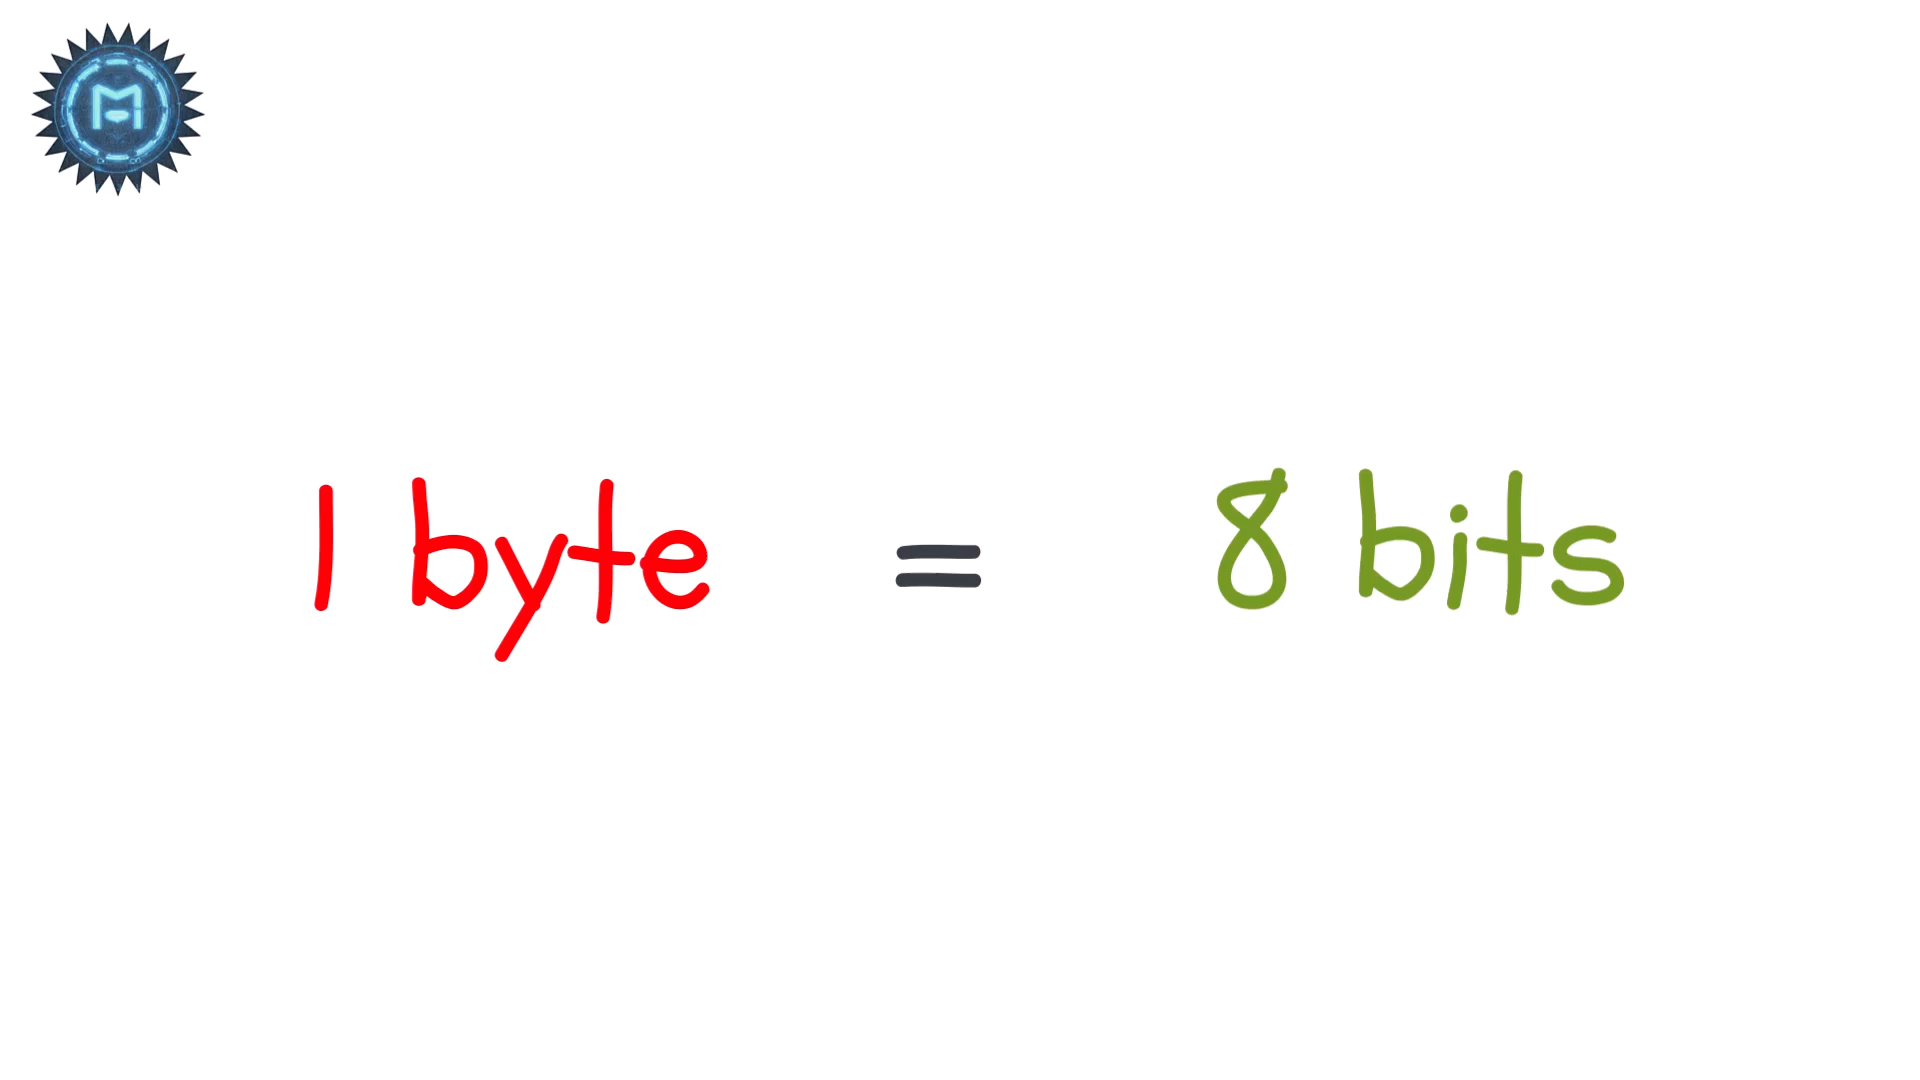 1 byte = 8 bits